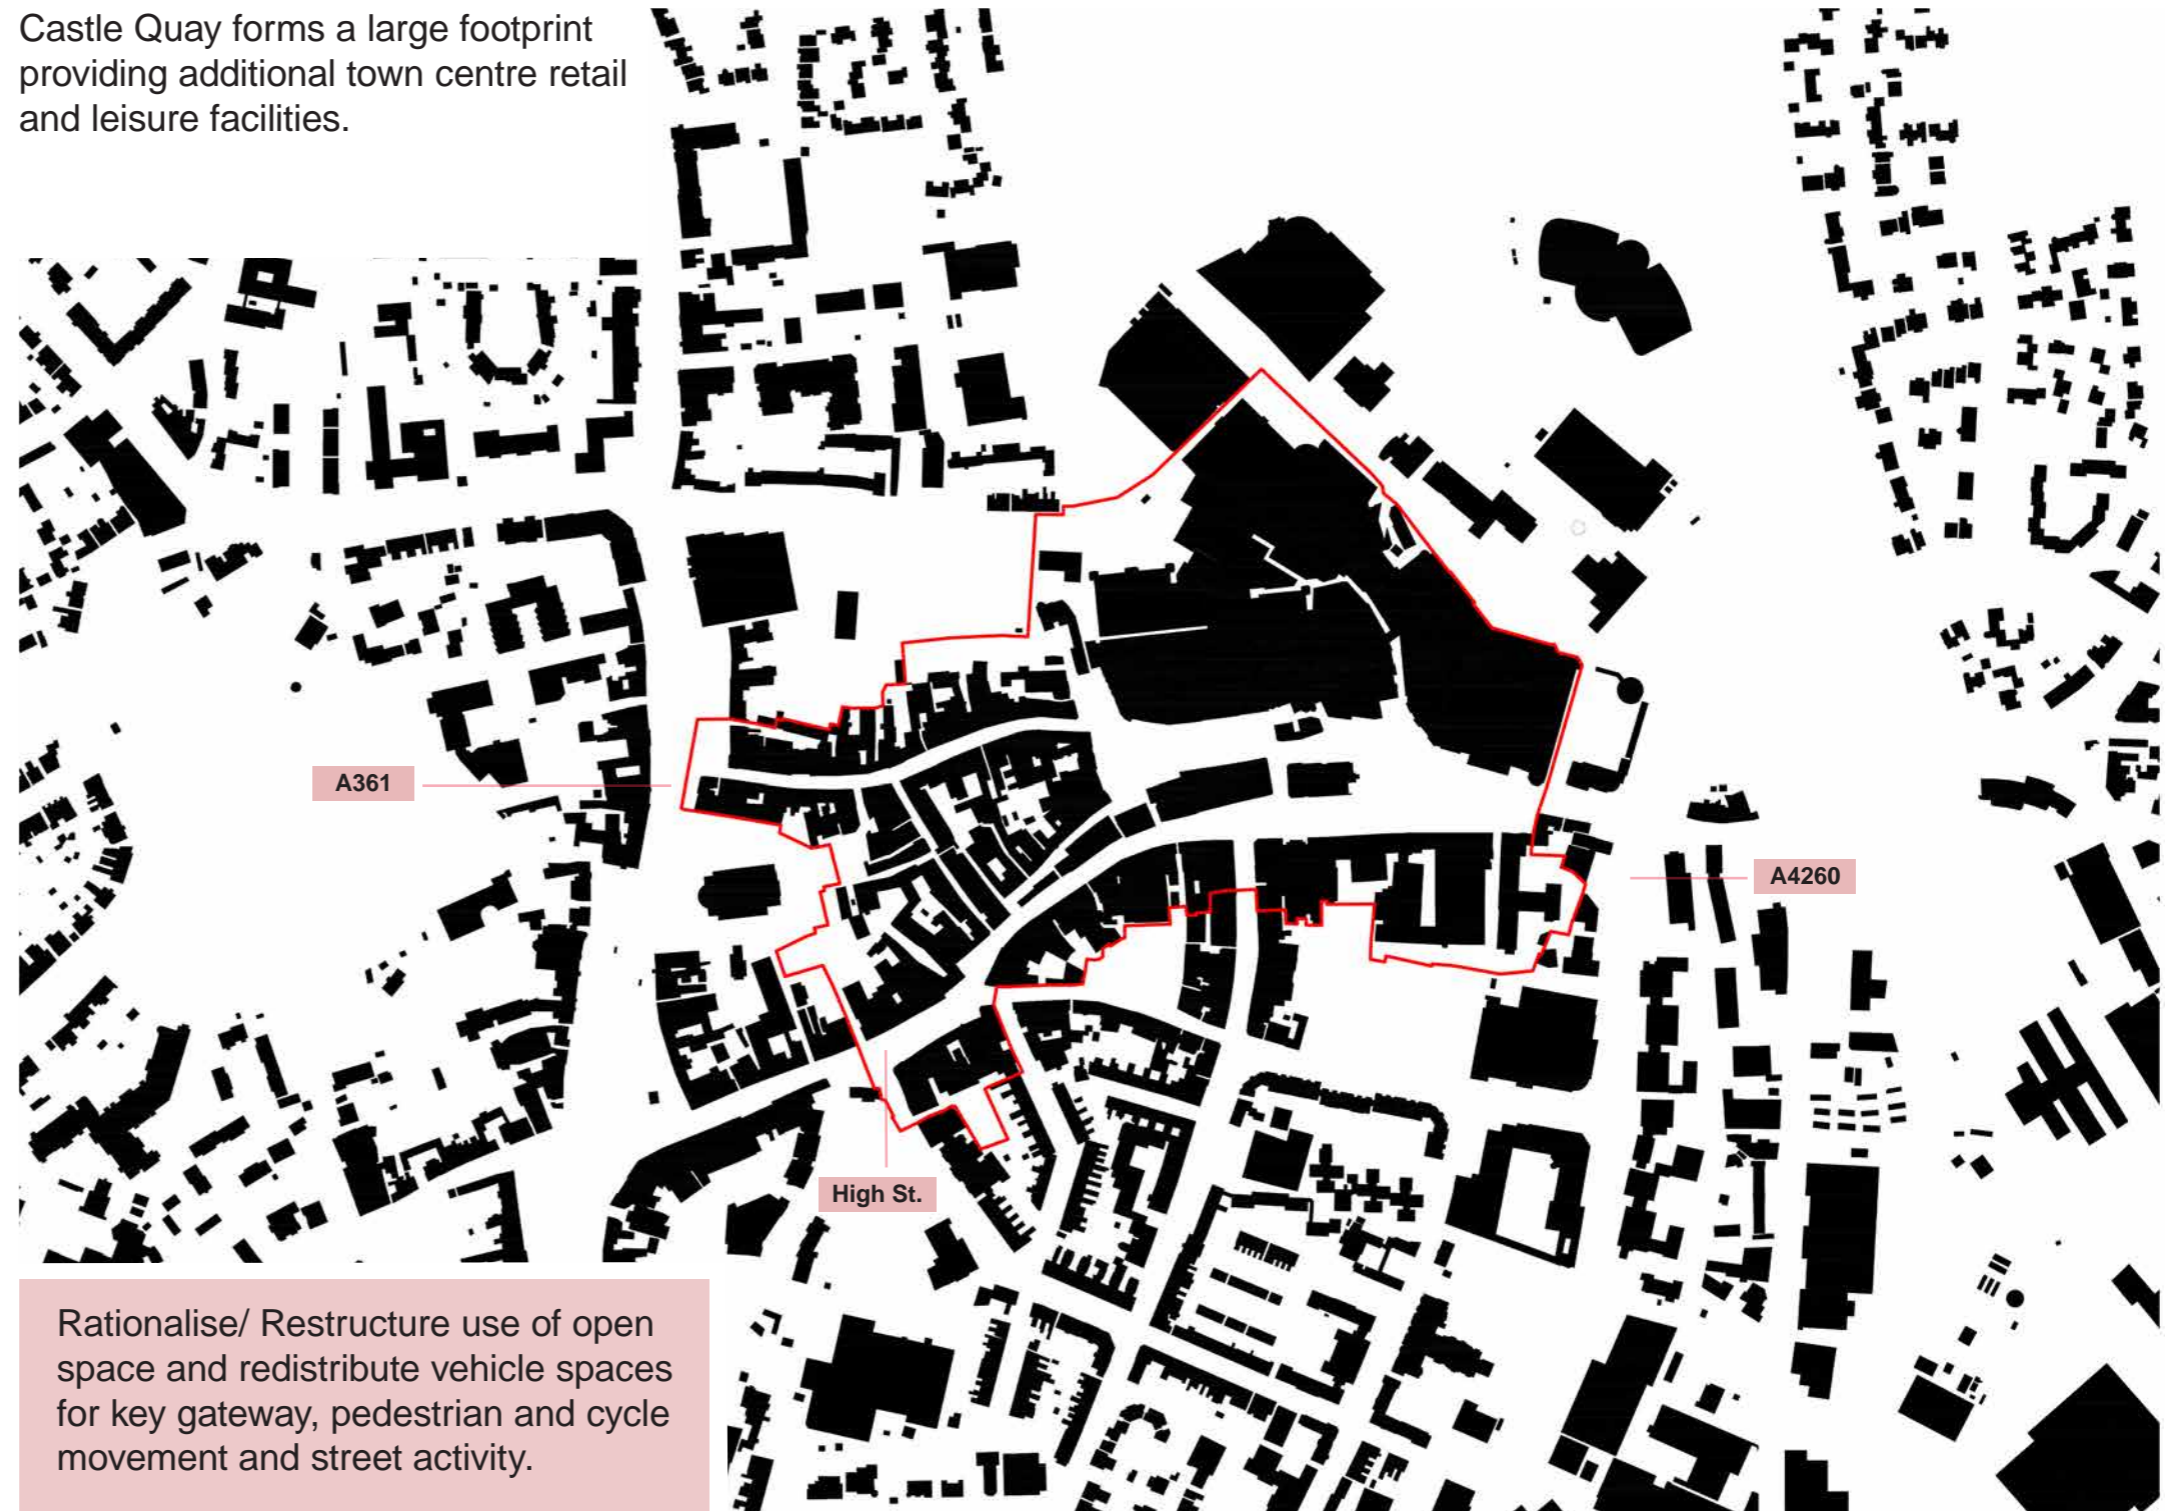 Castle Quay forms a large footprint
providing additional town centre retail
and leisure facilities.
A361
A4260
High St.
Rationalise/ Restructure use of open
space and redistribute vehicle spaces
for key gateway, pedestrian and cycle
movement and street activity.